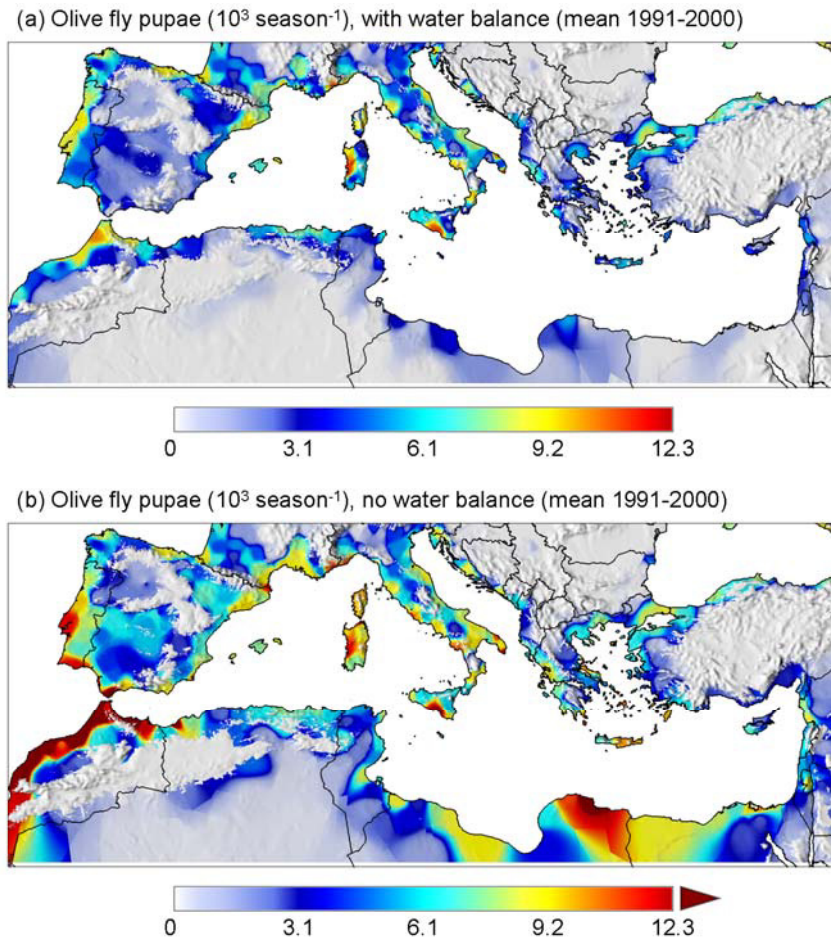 (a) Olive fly pupae (10³ season⁻¹), with water balance (mean 1991-2000)
0 3.1 6.1 9.2 12.3
(b) Olive fly pupae (10³ season⁻¹), no water balance (mean 1991-2000)
0 3.1 6.1 9.2 12.3